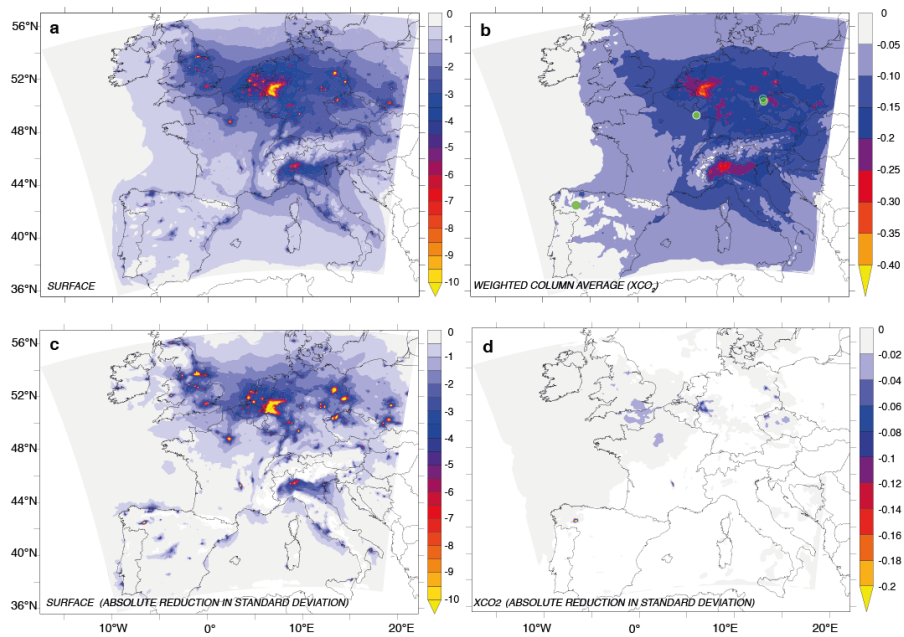 a
b
56°N
52°N
48°N
44°N
40°N
36°N
SURFACE
WEIGHTED COLUMN AVERAGE (XCO₂)
0
-1
-2
-3
-4
-5
-6
-7
-8
-9
-10
0
-0.05
-0.10
-0.15
-0.20
-0.25
-0.30
-0.35
-0.40
c
d
56°N
52°N
48°N
44°N
40°N
36°N
SURFACE (ABSOLUTE REDUCTION IN STANDARD DEVIATION)
XCO2 (ABSOLUTE REDUCTION IN STANDARD DEVIATION)
0
-1
-2
-3
-4
-5
-6
-7
-8
-9
-10
0
-0.02
-0.04
-0.06
-0.08
-0.1
-0.12
-0.14
-0.16
-0.18
-0.2
10°W 0° 10°E 20°E 10°W 0° 10°E 20°E